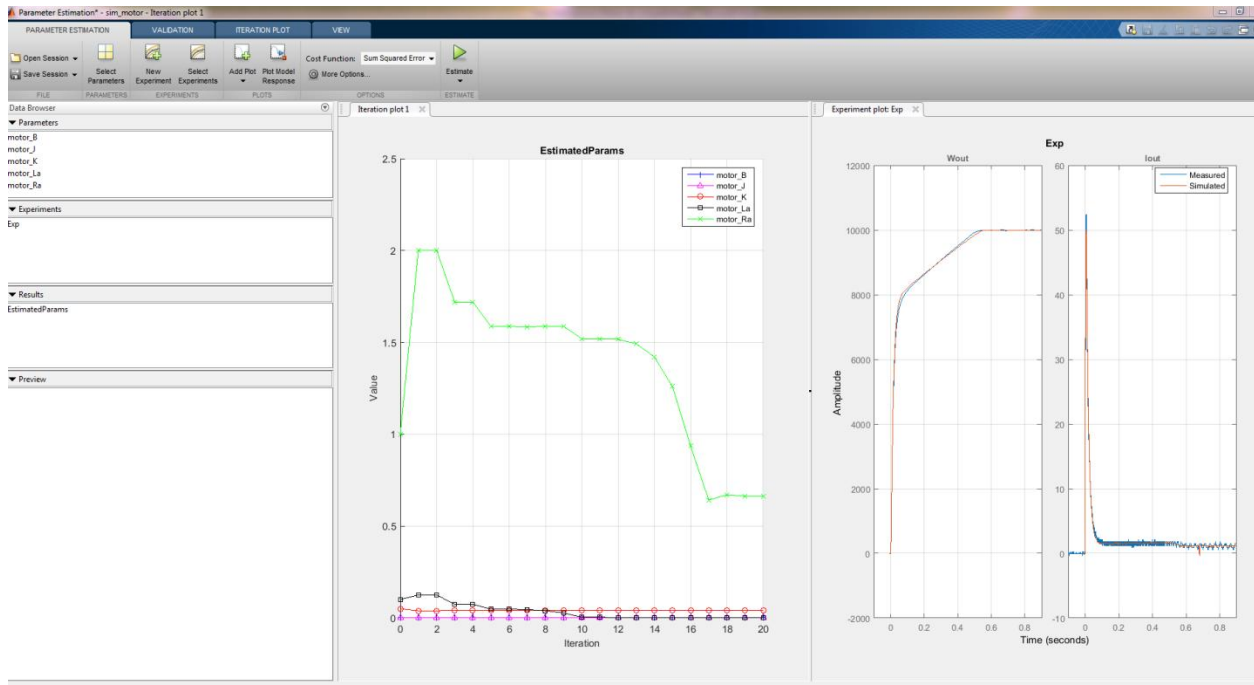 Parameter Estimation* - sim_motor - Iteration plot 1
PARAMETER ESTIMATION VALIDATION ITERATION PLOT VIEW
Open Session
Save Session
Select Parameters
New Experiment
Select Experiments
Add Plot
Plot Model Response
Cost Function: Sum Squared Error
More Options...
Estimate
FILE PARAMETERS EXPERIMENTS PLOTS OPTIONS ESTIMATE
Data Browser
Parameters
motor_B
motor_J
motor_K
motor_La
motor_Ra
Experiments
Exp
Results
EstimatedParams
Preview
Iteration plot 1
EstimatedParams
2.5
2
1.5
1
0.5
0
Value
0 2 4 6 8 10 12 14 16 18 20
Iteration
motor_B
motor_J
motor_K
motor_La
motor_Ra
Experiment plot: Exp
Exp
Wout
Iout
12000
10000
8000
6000
4000
2000
0
-2000
Amplitude
60
50
40
30
20
10
0
-10
Measured
Simulated
0 0.2 0.4 0.6 0.8
0 0.2 0.4 0.6 0.8
Time (seconds)